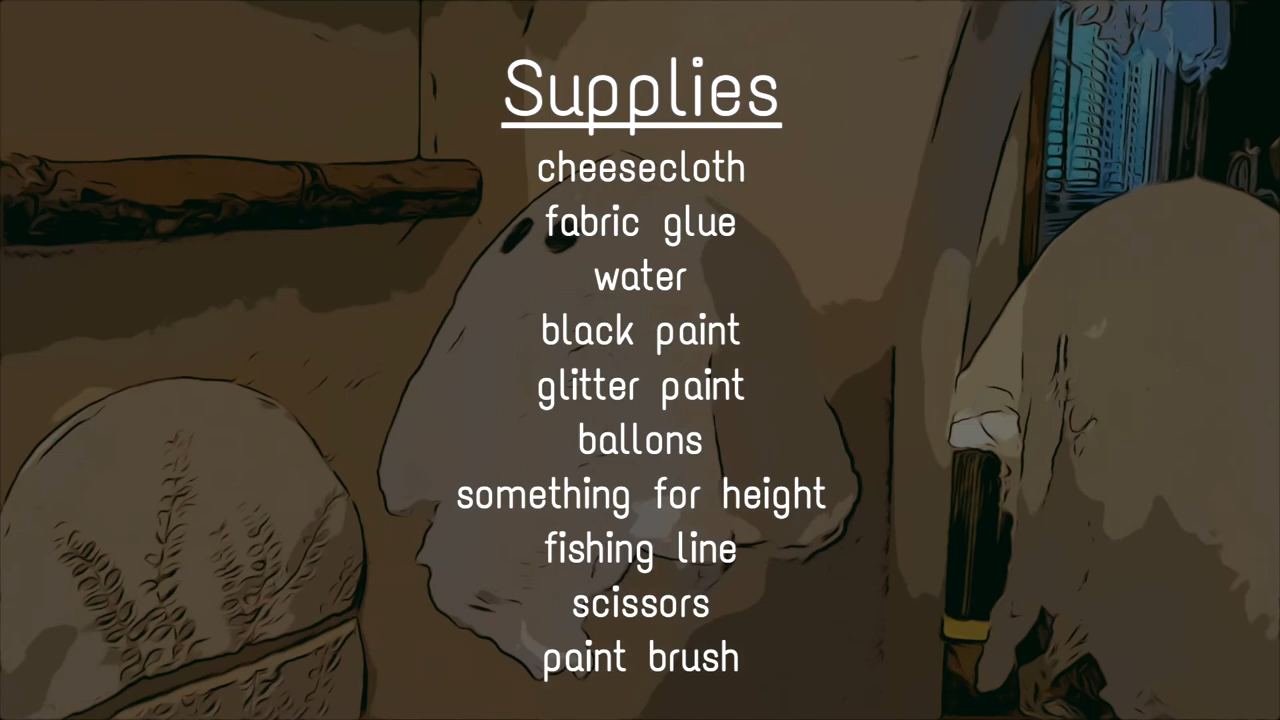 Supplies
cheesecloth
fabric glue
water
black paint
glitter paint
ballons
something for height
fishing line
scissors
paint brush